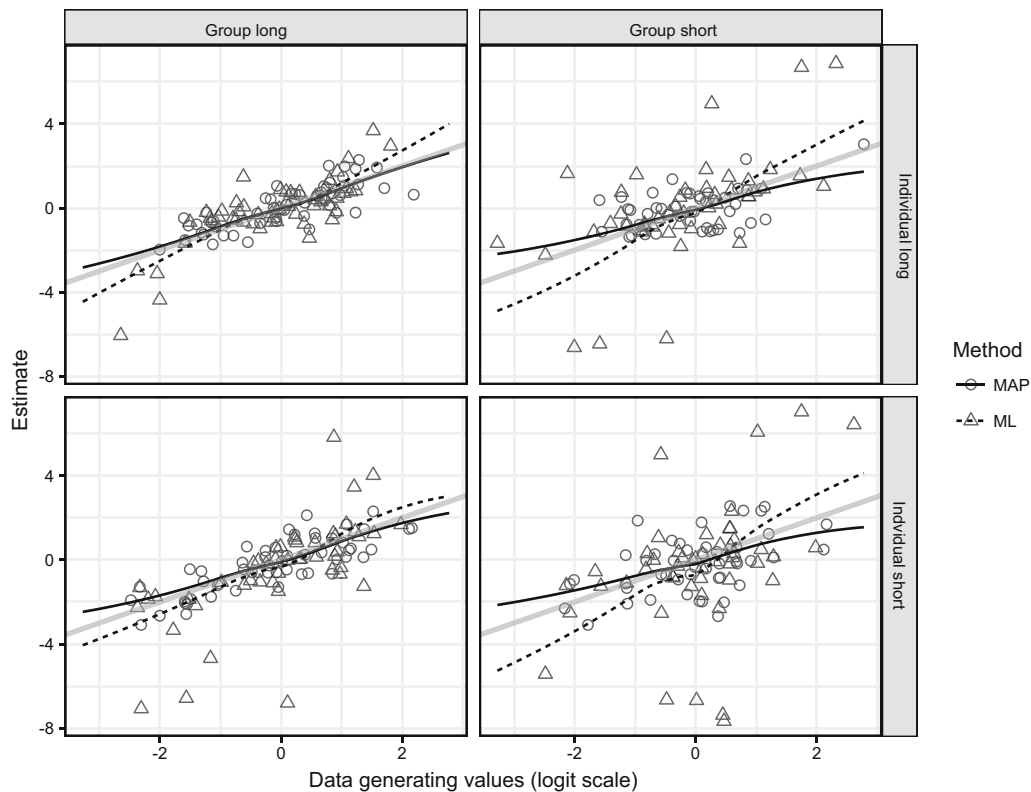 Group long
Group short
4
0
-4
-8
Individual long
4
0
-4
-8
Indvidual short
Estimate
-2
0
2
-2
0
2
Data generating values (logit scale)
Method
MAP
ML